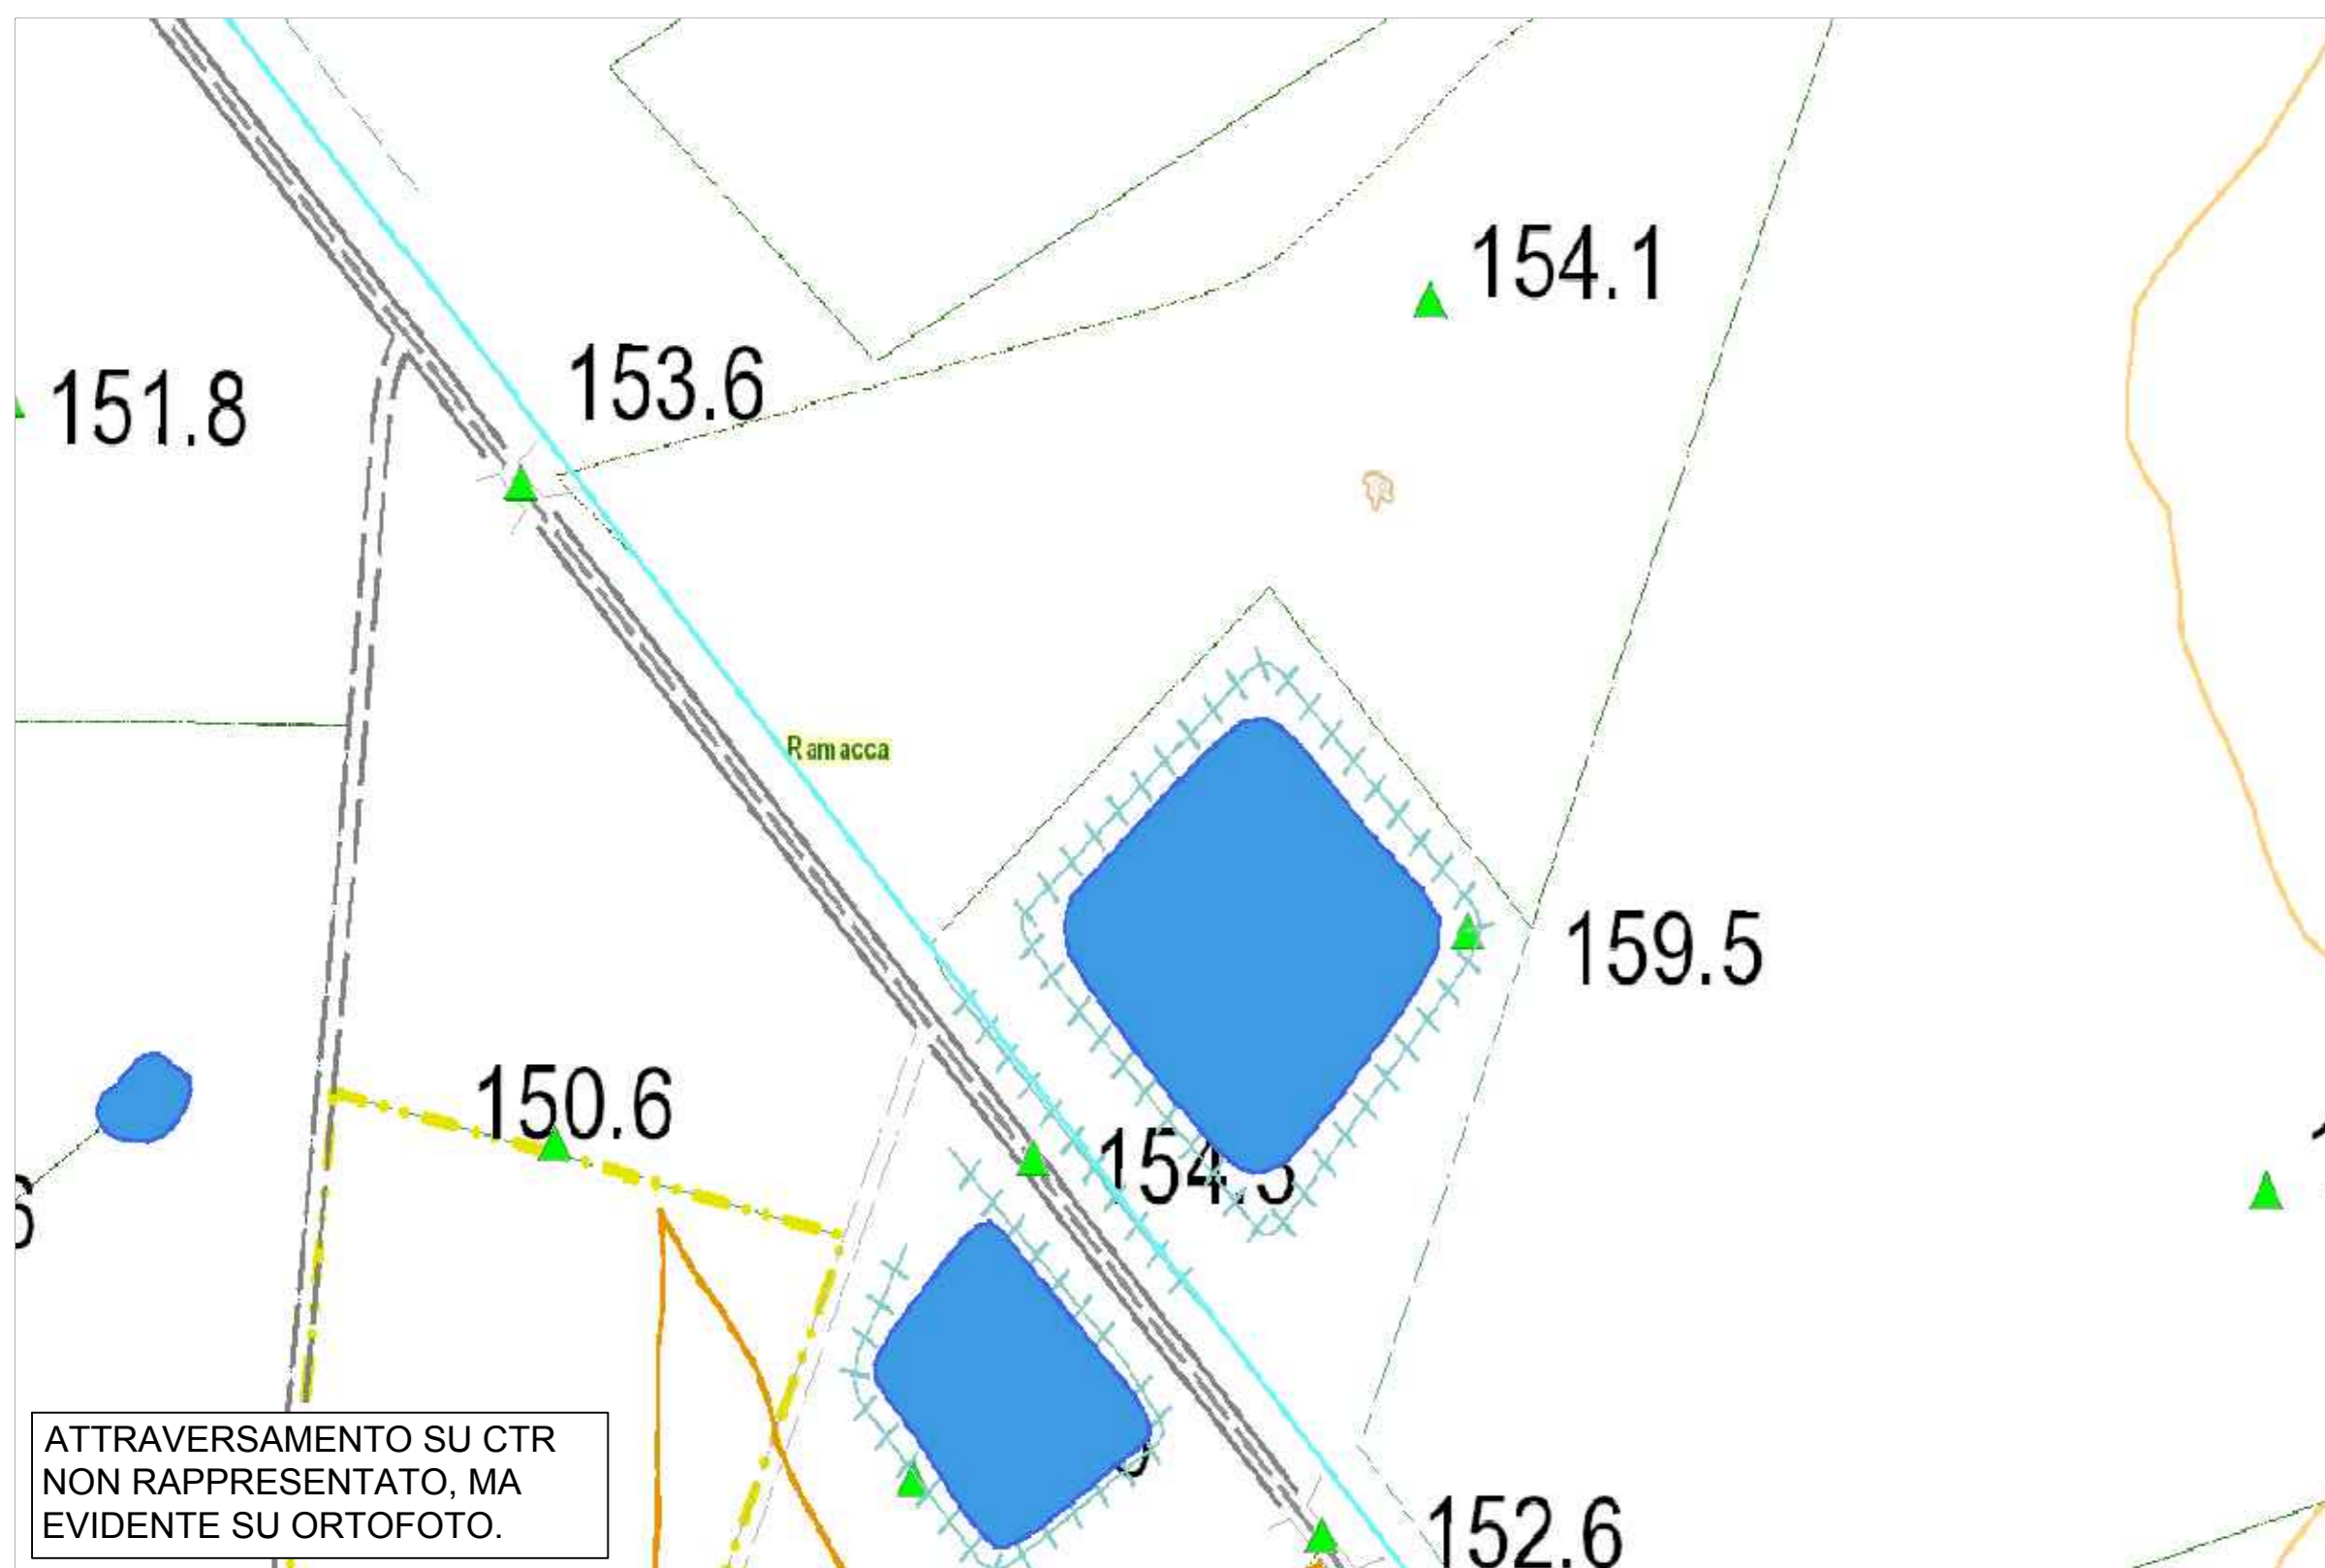 154.1
153.6
151.8
Ramacca
159.5
150.6
152.6
ATTRAVERSAMENTO SU CTR
NON RAPPRESENTATO, MA
EVIDENTE SU ORTOFOTO.